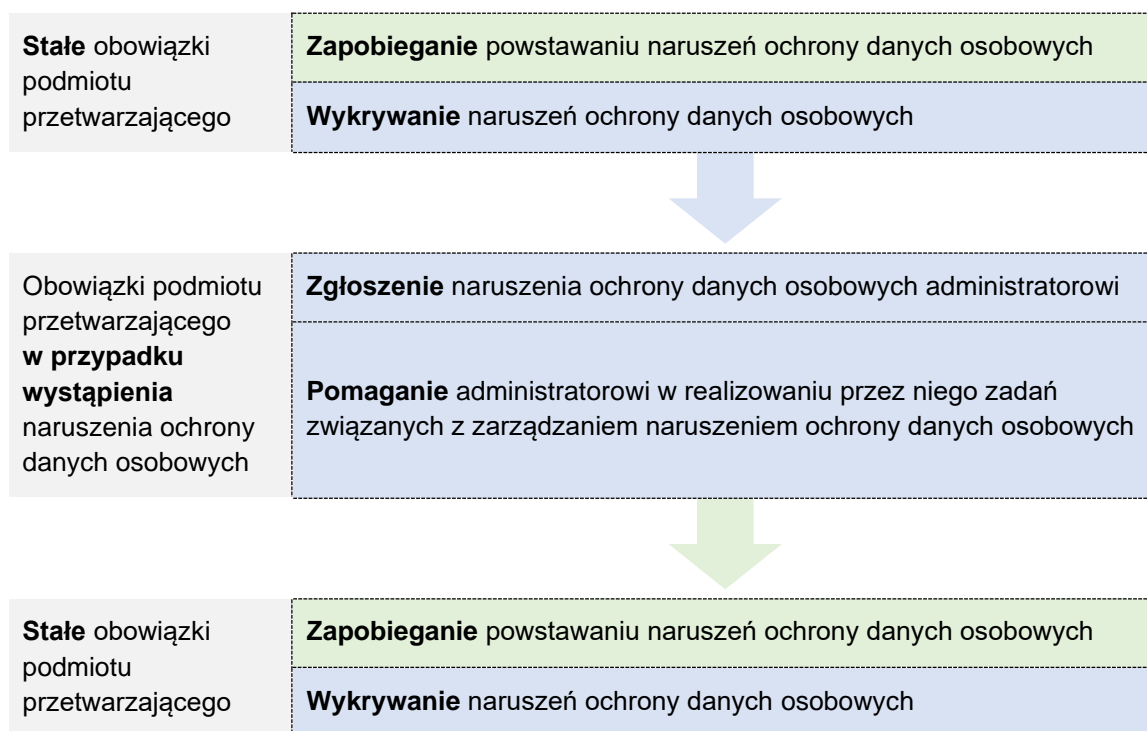 Stałe obowiązki
podmiotu
przetwarzającego
Zapobieganie powstawaniu naruszeń ochrony danych osobowych
Wykrywanie naruszeń ochrony danych osobowych
Obowiązki podmiotu
przetwarzającego
w przypadku
wystąpienia
naruszenia ochrony
danych osobowych
Zgłoszenie naruszenia ochrony danych osobowych administratorowi
Pomaganie administratorowi w realizowaniu przez niego zadań
związanych z zarządzaniem naruszeniem ochrony danych osobowych
Stałe obowiązki
podmiotu
przetwarzającego
Zapobieganie powstawaniu naruszeń ochrony danych osobowych
Wykrywanie naruszeń ochrony danych osobowych